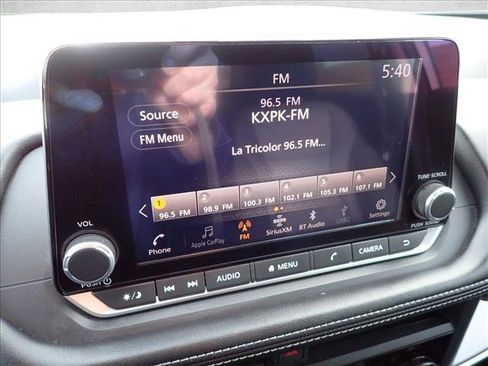 FM
5:40
96.5 FM
Source
KXPK-FM
FM Menu
La Tricolor 96.5 FM...
TUNE·SCROLL
1 2 3 4 5 6
96.5 FM 98.9 FM 100.3 FM 102.1 FM 105.3 FM 107.1 FM
VOL
Phone Apple CarPlay FM SiriusXM BT Audio USB2 Settings
PUSH
PUSH SOUND
AUDIO MENU CAMERA